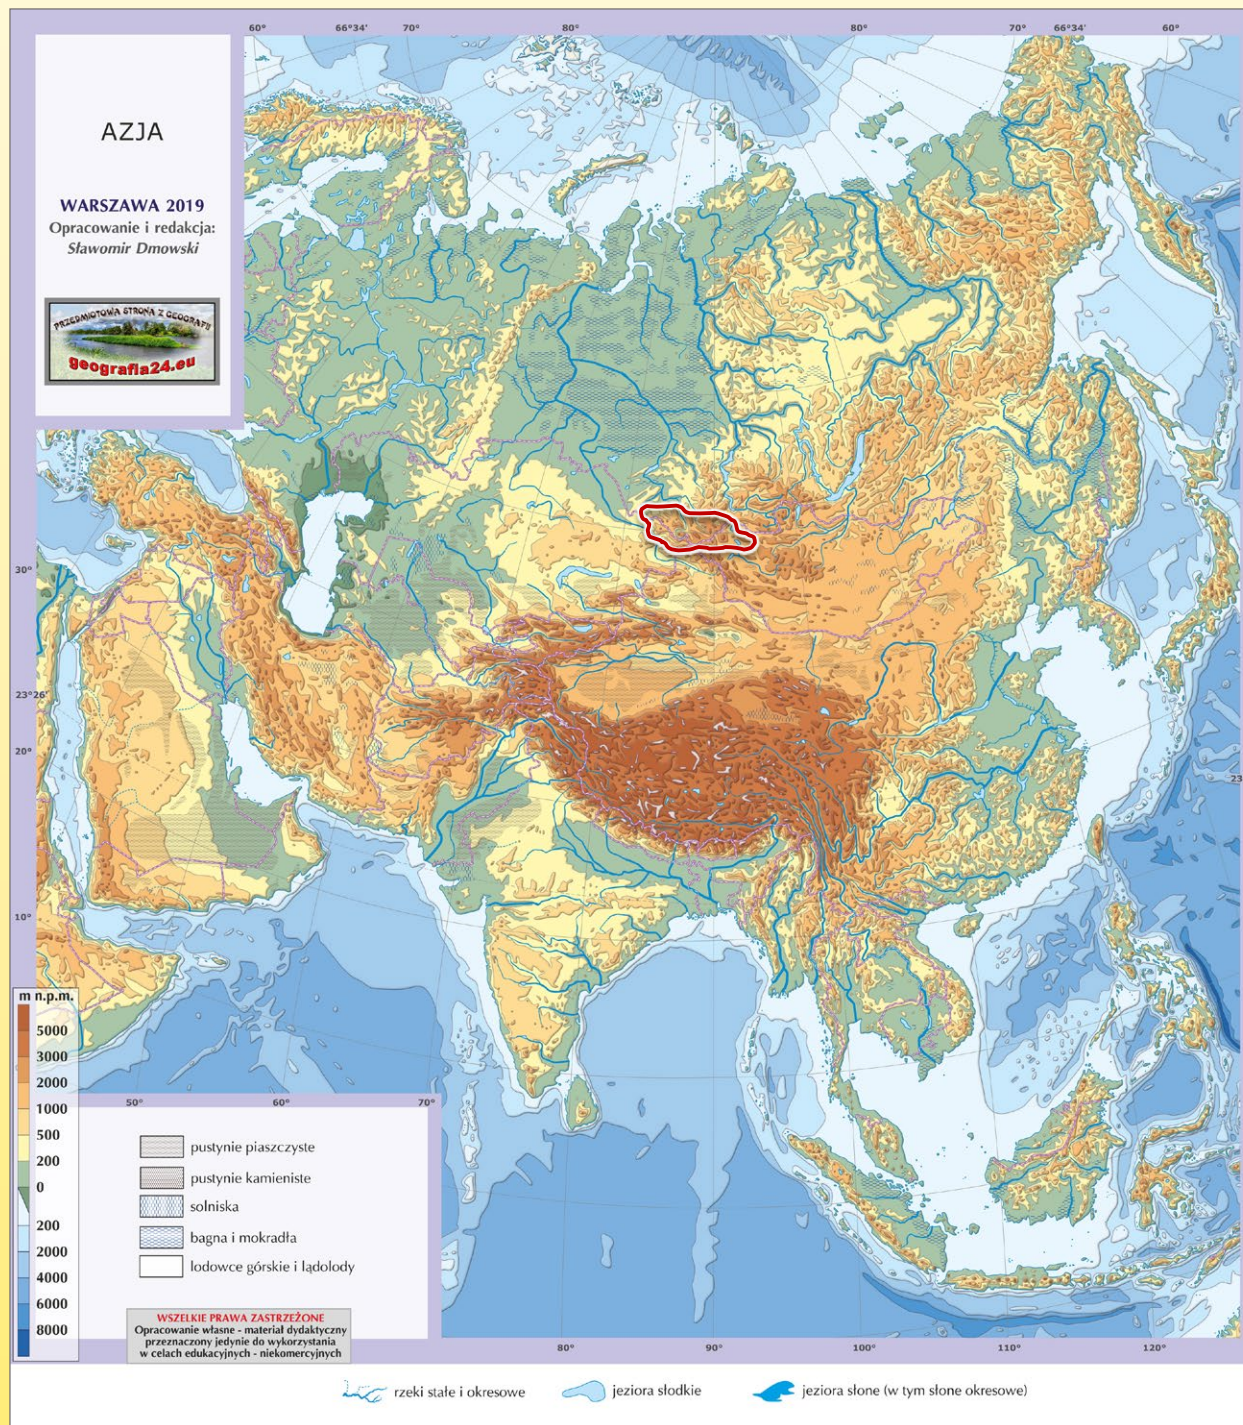 60°
66°34'
70°
80°
80°
70°
66°34'
60°
AZJA
WARSZAWA 2019
Opracowanie i redakcja:
Sławomir Dmowski
PRZEDMIOTOWA STRONA Z GEOGRAFII
geografia24.eu
30°
23°26'
20°
10°
23
m n.p.m.
5000
3000
2000
1000
500
200
0
200
2000
4000
6000
8000
50°
60°
70°
pustynie piaszczyste
pustynie kamieniste
solniska
bagna i mokradła
lodowce górskie i lądolody
WSZELKIE PRAWA ZASTRZEŻONE
Opracowanie własne - materiał dydaktyczny
przeznaczony jedynie do wykorzystania
w celach edukacyjnych - niekomercyjnych
80°
90°
100°
110°
120°
rzeki stałe i okresowe
jeziora słodkie
jeziora słone (w tym słone okresowe)